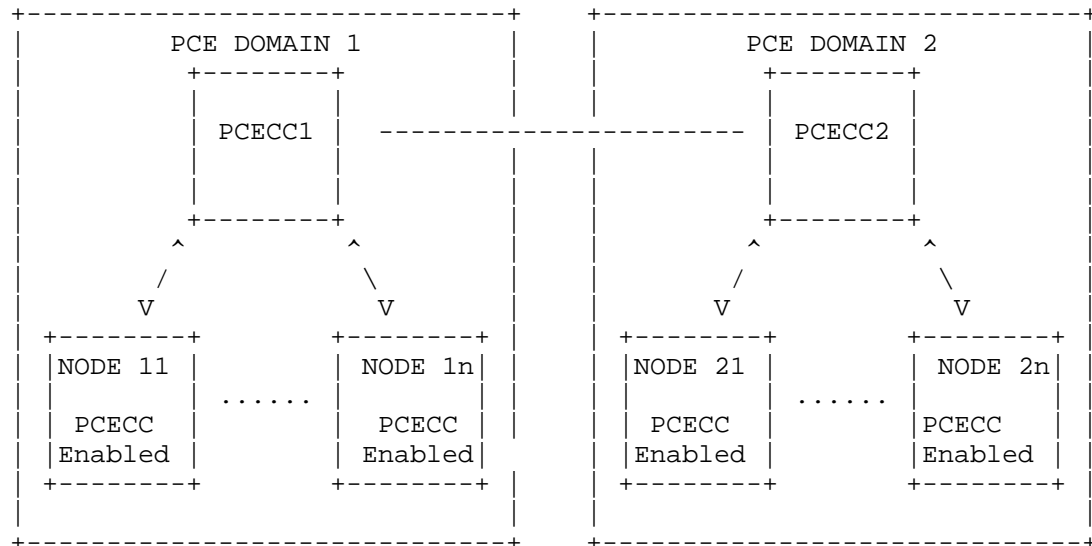 PCE DOMAIN 1 PCE DOMAIN 2
PCECC1 PCECC2
NODE 11 NODE 1n NODE 21 NODE 2n
...... ......
PCECC PCECC PCECC PCECC
Enabled Enabled Enabled Enabled